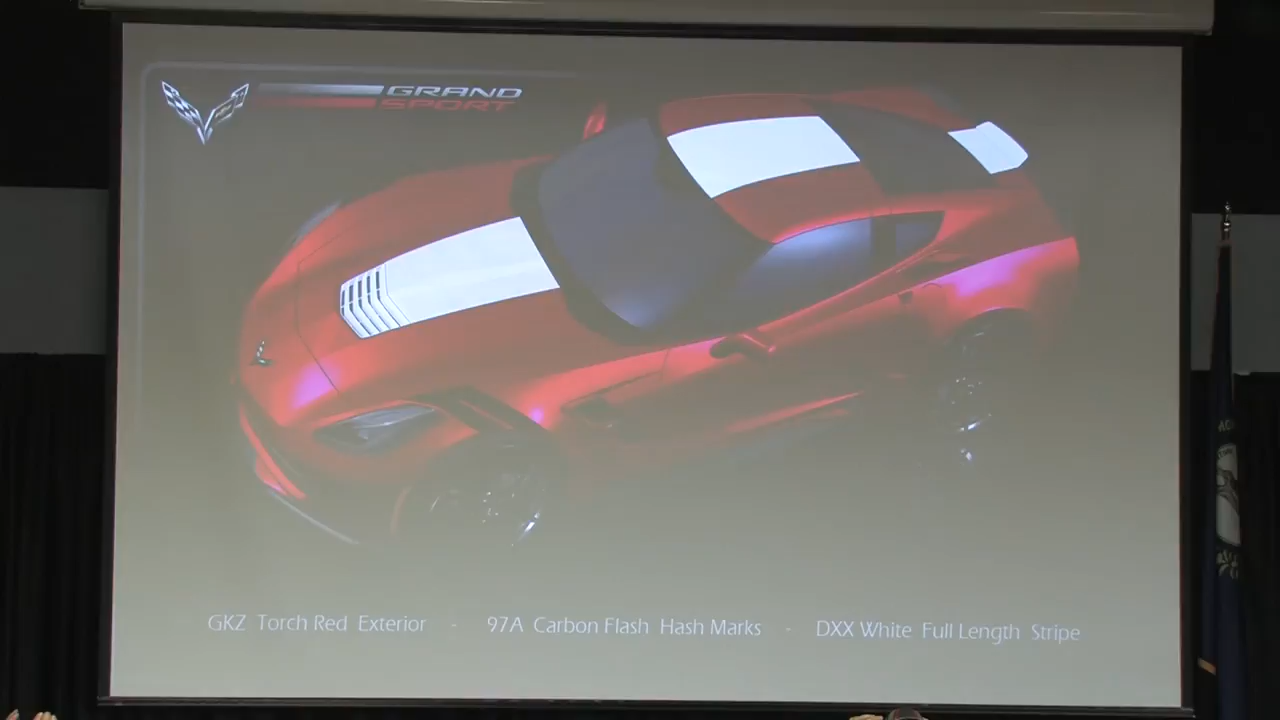 GRAND
SPORT
GKZ Torch Red Exterior - 97A Carbon Flash Hash Marks - DXX White Full Length Stripe